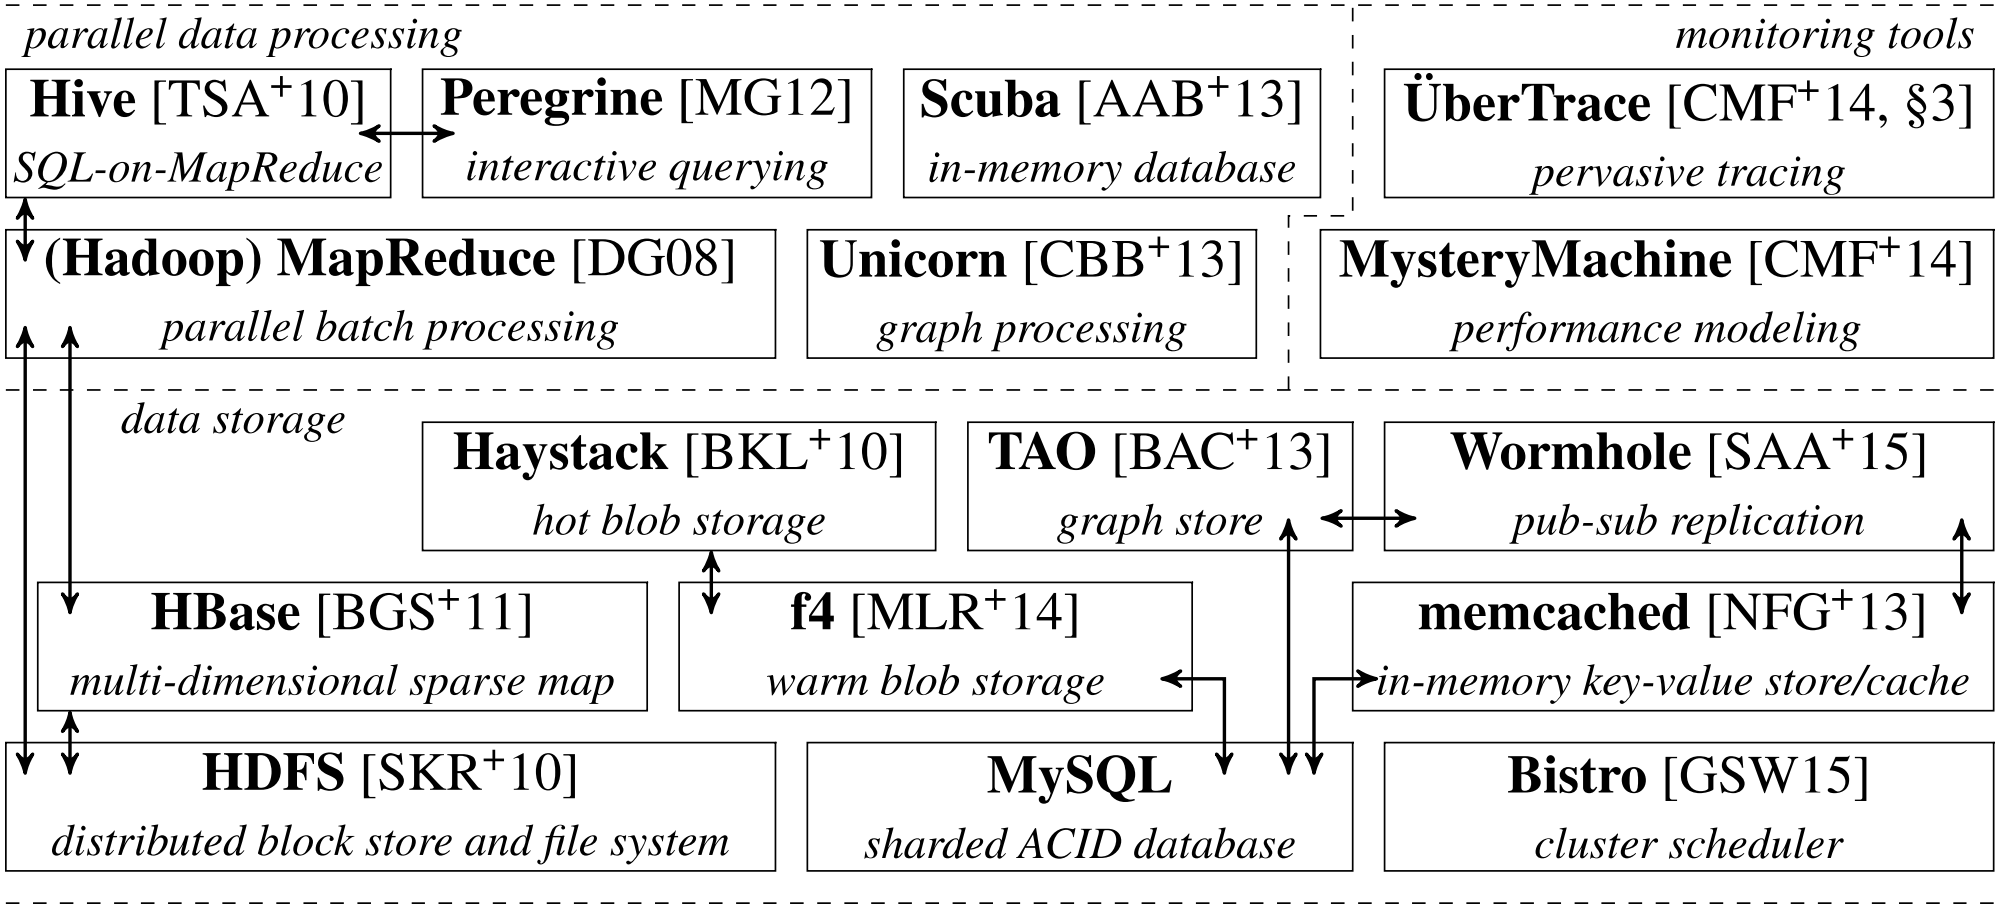 parallel data processing
monitoring tools
Hive [TSA+10]
SQL-on-MapReduce
Peregrine [MG12]
interactive querying
Scuba [AAB+13]
in-memory database
ÜberTrace [CMF+14, §3]
pervasive tracing
(Hadoop) MapReduce [DG08]
parallel batch processing
Unicorn [CBB+13]
graph processing
MysteryMachine [CMF+14]
performance modeling
data storage
Haystack [BKL+10]
hot blob storage
TAO [BAC+13]
graph store
Wormhole [SAA+15]
pub-sub replication
HBase [BGS+11]
multi-dimensional sparse map
f4 [MLR+14]
warm blob storage
memcached [NFG+13]
in-memory key-value store/cache
HDFS [SKR+10]
distributed block store and file system
MySQL
sharded ACID database
Bistro [GSW15]
cluster scheduler